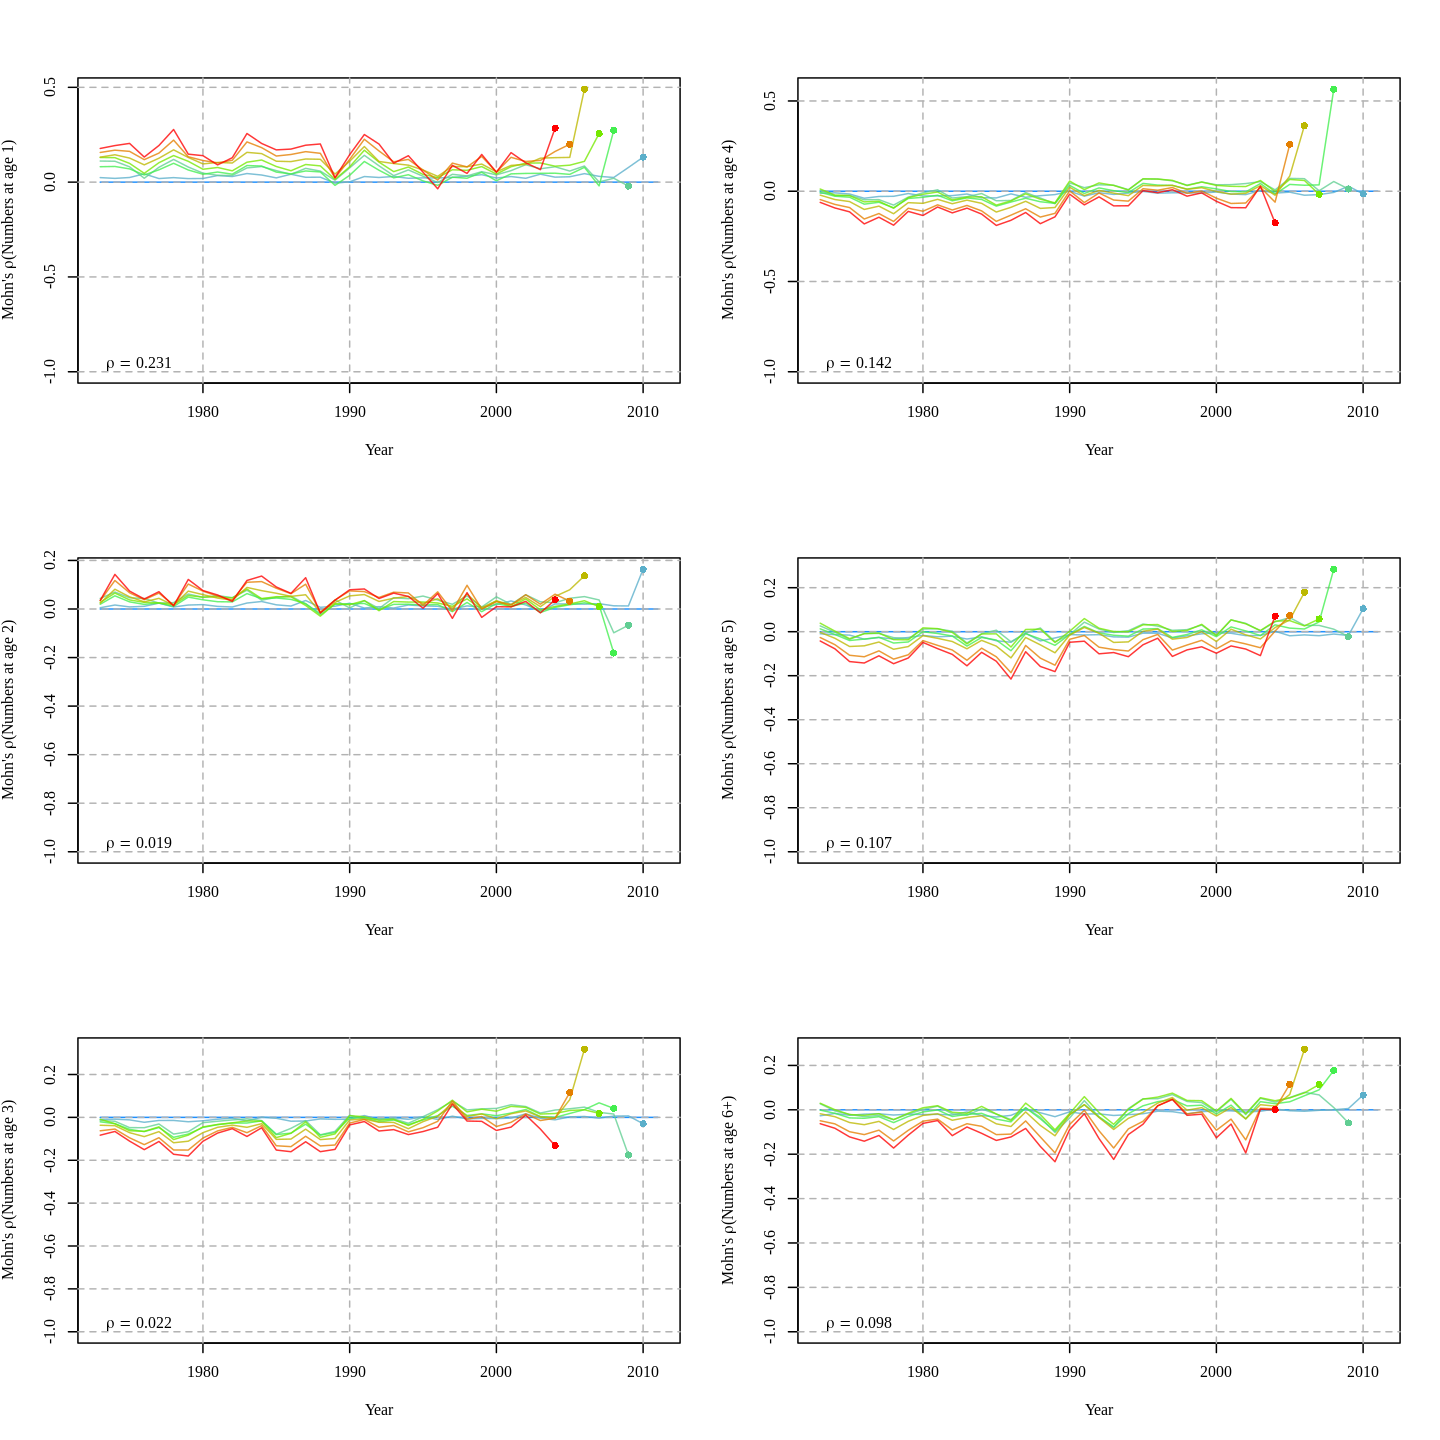 Mohn's ρ(Numbers at age 1)
0.5
0.0
-0.5
-1.0
ρ = 0.231
1980 1990 2000 2010
Year
Mohn's ρ(Numbers at age 4)
0.5
0.0
-0.5
-1.0
ρ = 0.142
1980 1990 2000 2010
Year
Mohn's ρ(Numbers at age 2)
0.2
0.0
-0.2
-0.4
-0.6
-0.8
-1.0
ρ = 0.019
1980 1990 2000 2010
Year
Mohn's ρ(Numbers at age 5)
0.2
0.0
-0.2
-0.4
-0.6
-0.8
-1.0
ρ = 0.107
1980 1990 2000 2010
Year
Mohn's ρ(Numbers at age 3)
0.2
0.0
-0.2
-0.4
-0.6
-0.8
-1.0
ρ = 0.022
1980 1990 2000 2010
Year
Mohn's ρ(Numbers at age 6+)
0.2
0.0
-0.2
-0.4
-0.6
-0.8
-1.0
ρ = 0.098
1980 1990 2000 2010
Year